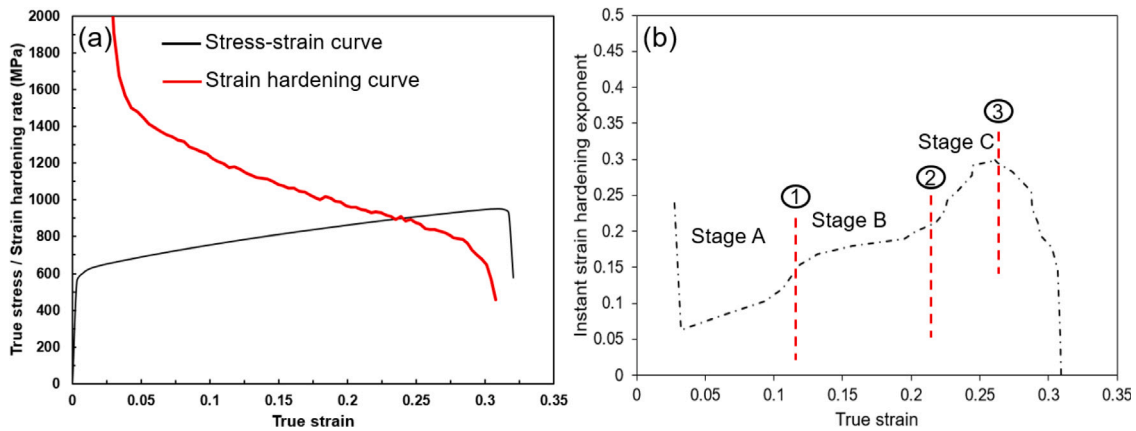 (a)
Stress-strain curve
Strain hardening curve
True stress / Strain hardening rate (MPa)
2000
1800
1600
1400
1200
1000
800
600
400
200
0
0 0.05 0.1 0.15 0.2 0.25 0.3 0.35
True strain
(b)
Instant strain hardening exponent
0.5
0.45
0.4
0.35
0.3
0.25
0.2
0.15
0.1
0.05
0
3
Stage C
2
1
Stage B
Stage A
0 0.05 0.1 0.15 0.2 0.25 0.3 0.35
True strain